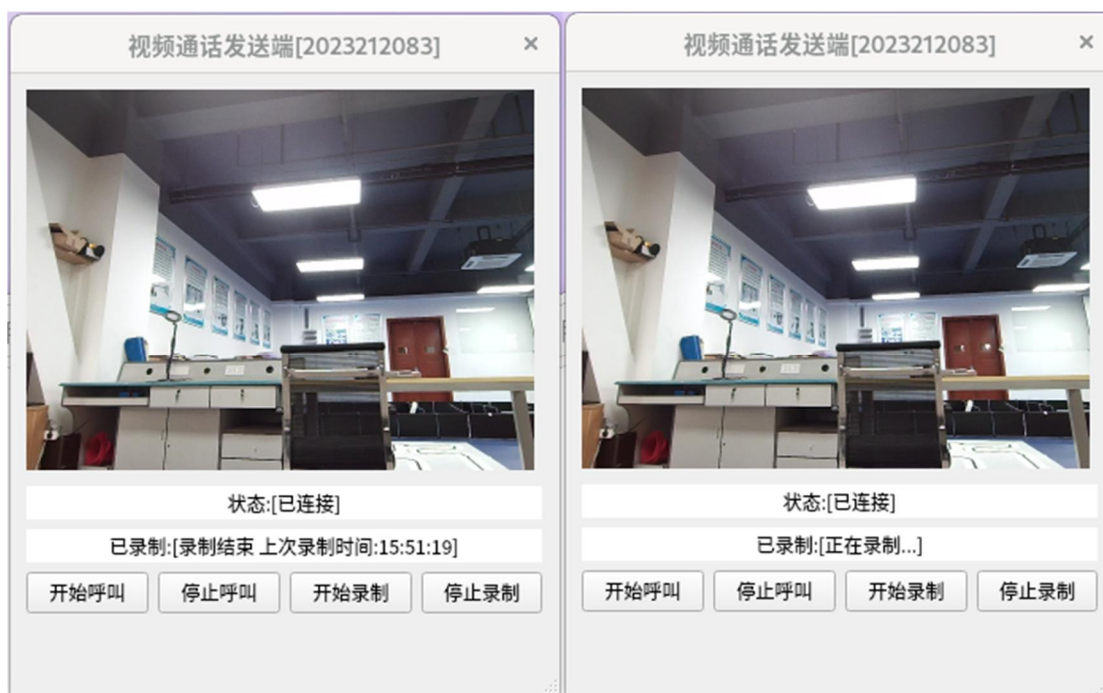 视频通话发送端[2023212083]
×
状态:[已连接]
已录制:[录制结束 上次录制时间:15:51:19]
开始呼叫
停止呼叫
开始录制
停止录制
视频通话发送端[2023212083]
×
状态:[已连接]
已录制:[正在录制...]
开始呼叫
停止呼叫
开始录制
停止录制